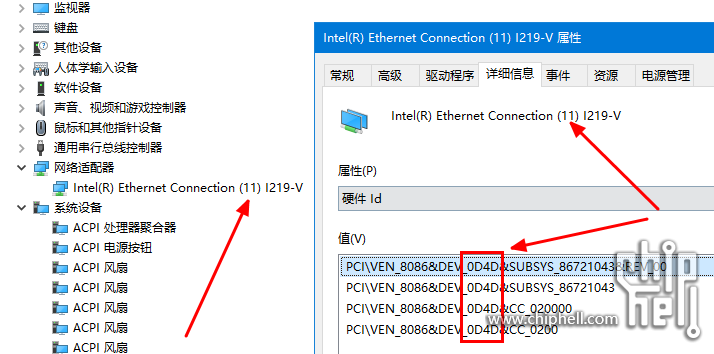 监视器
键盘
其他设备
人体学输入设备
软件设备
声音、视频和游戏控制器
鼠标和其他指针设备
通用串行总线控制器
网络适配器
Intel(R) Ethernet Connection (11) I219-V
系统设备
ACPI 处理器聚合器
ACPI 电源按钮
ACPI 风扇
ACPI 风扇
ACPI 风扇
ACPI 风扇
ACPI 风扇
Intel(R) Ethernet Connection (11) I219-V 属性
常规 高级 驱动程序 详细信息 事件 资源 电源管理
Intel(R) Ethernet Connection (11) I219-V
属性(P)
硬件 Id
值(V)
PCI\VEN_8086&DEV_0D4D&SUBSYS_86721043&REV_00
PCI\VEN_8086&DEV_0D4D&SUBSYS_86721043
PCI\VEN_8086&DEV_0D4D&CC_020000
PCI\VEN_8086&DEV_0D4D&CC_0200
chip
hell
www.chiphell.com